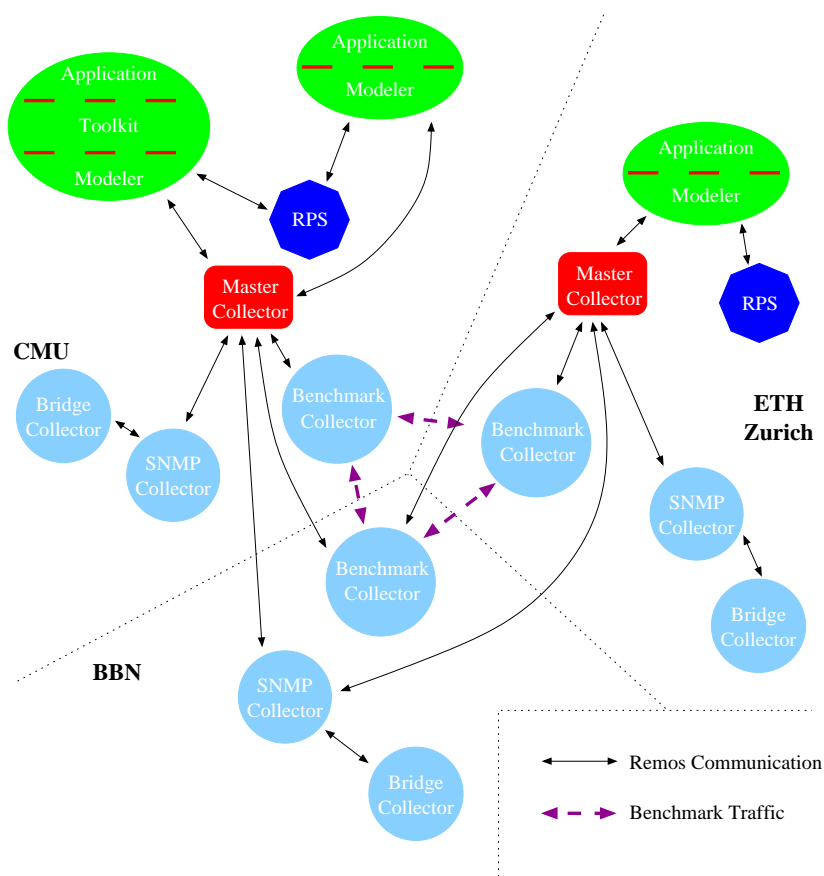 Application
Toolkit
Modeler
Application
Modeler
RPS
Application
Modeler
RPS
Master
Collector
Master
Collector
CMU
Bridge
Collector
SNMP
Collector
Benchmark
Collector
Benchmark
Collector
ETH
Zurich
SNMP
Collector
Benchmark
Collector
Bridge
Collector
BBN
SNMP
Collector
Bridge
Collector
Remos Communication
Benchmark Traffic